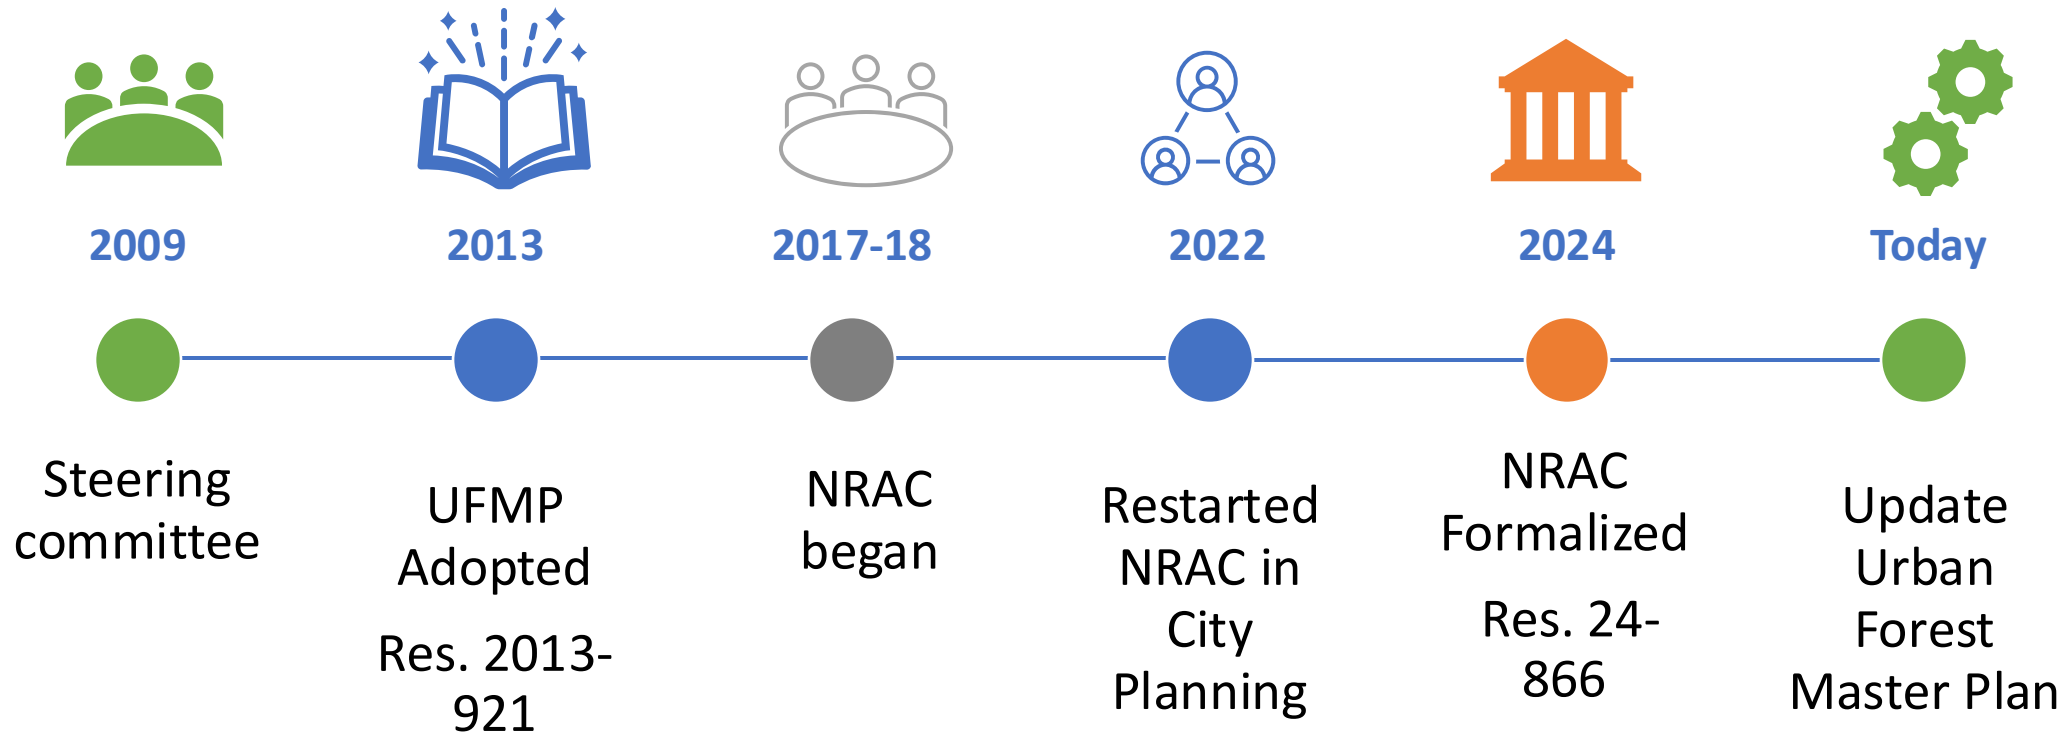 2009
2013
2017-18
2022
2024
Today
Steering
committee
UFMP
Adopted
Res. 2013-
921
NRAC
began
Restarted
NRAC in
City
Planning
NRAC
Formalized
Res. 24-
866
Update
Urban
Forest
Master Plan